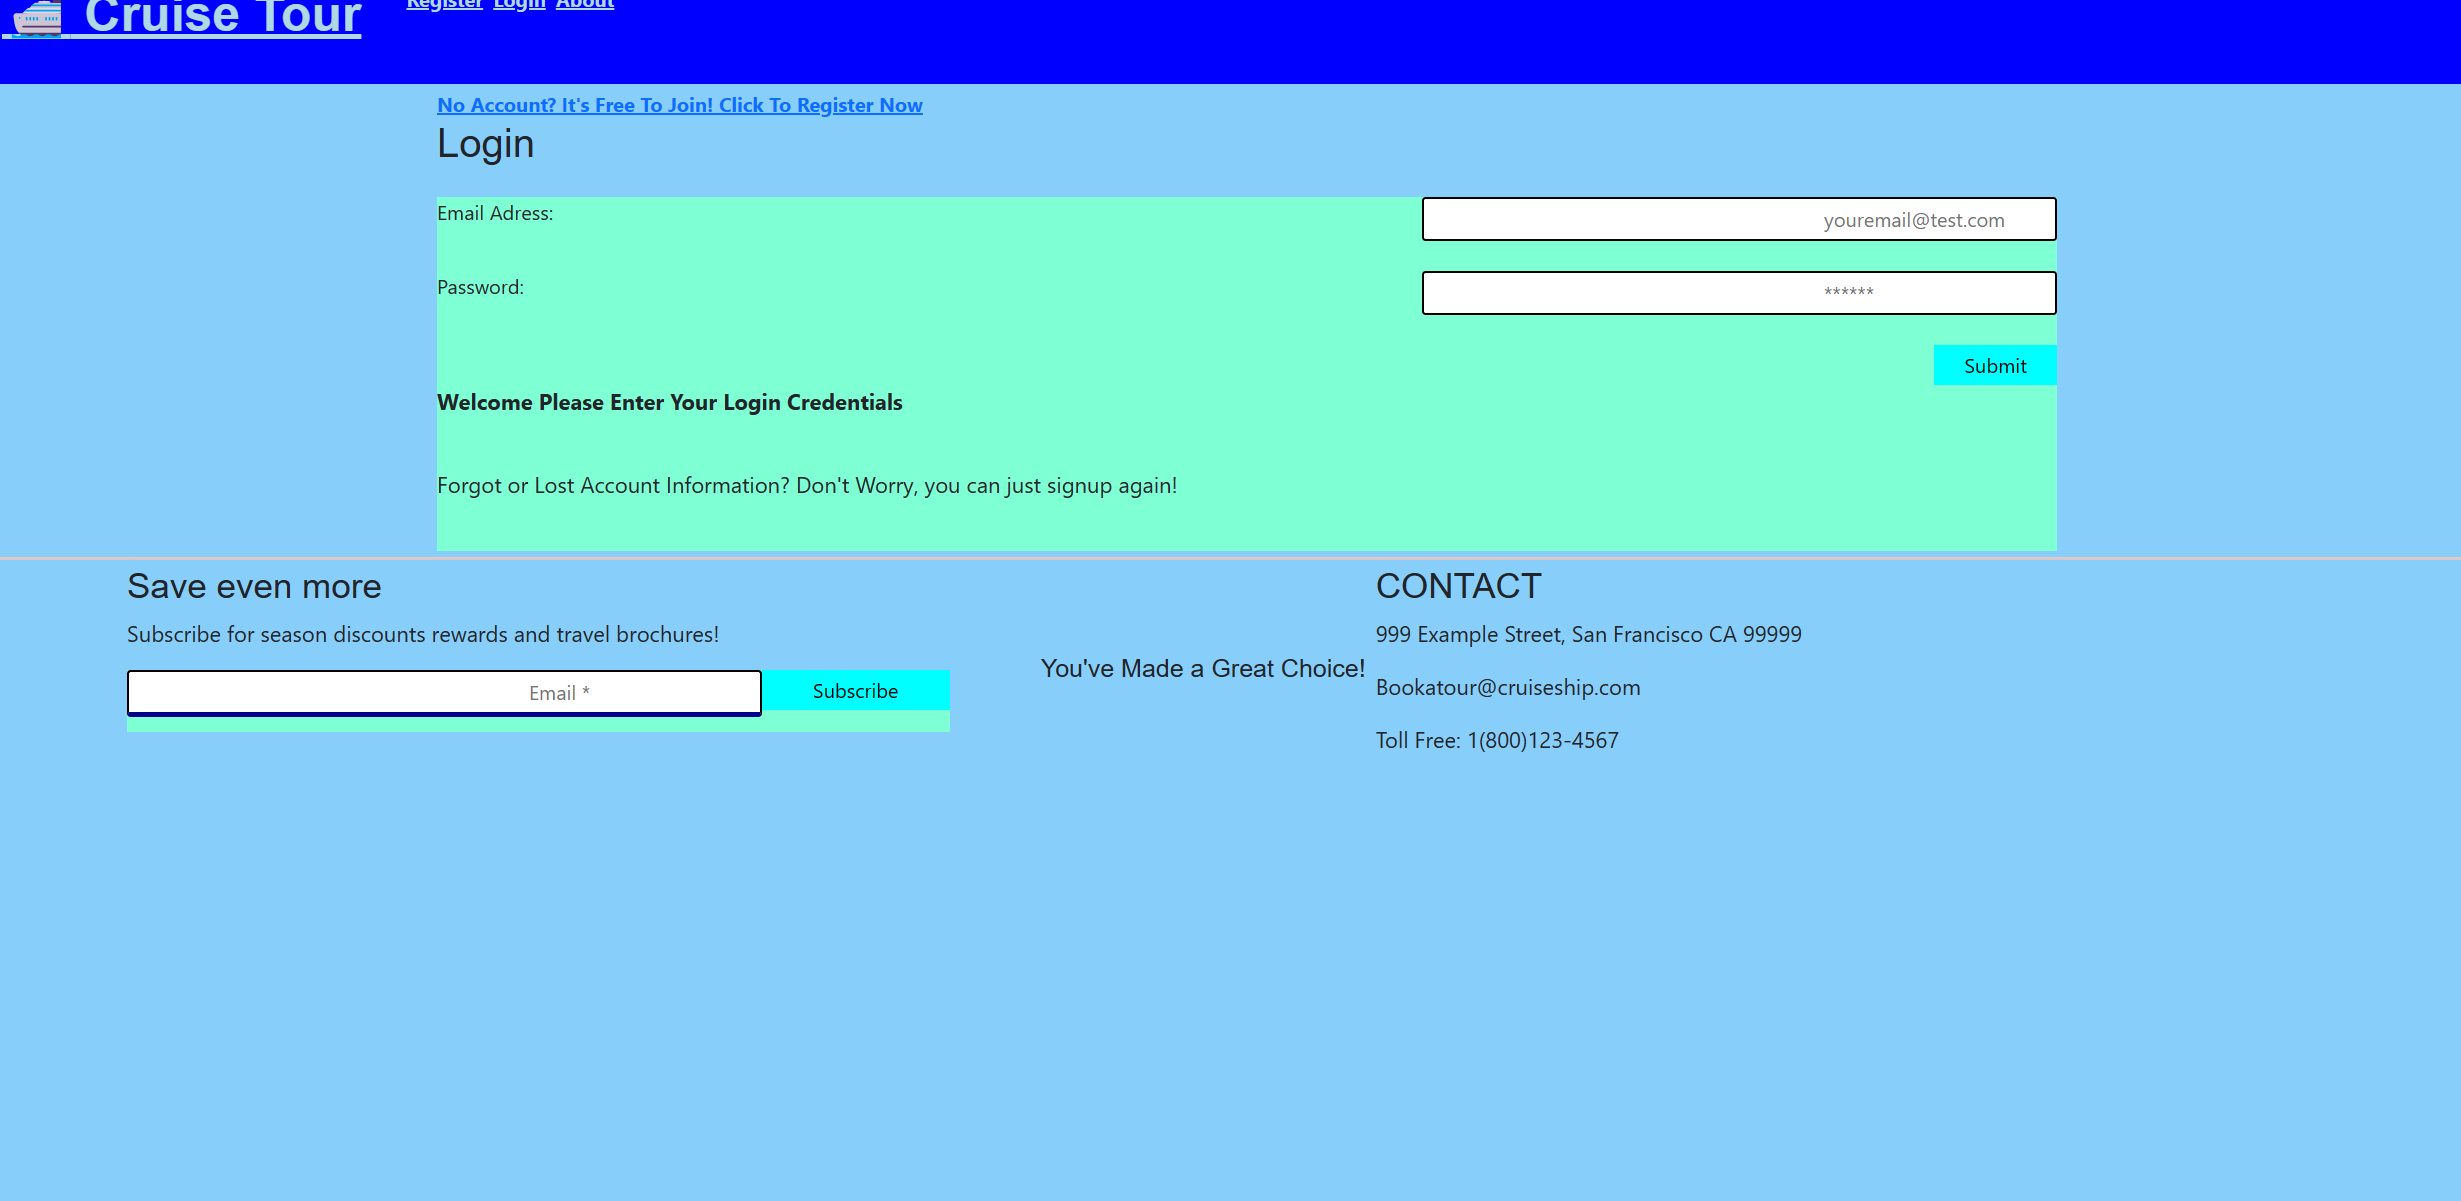 Cruise Tour
Register Login About
No Account? It's Free To Join! Click To Register Now
Login
Email Adress:
youremail@test.com
Password:
******
Submit
Welcome Please Enter Your Login Credentials
Forgot or Lost Account Information? Don't Worry, you can just signup again!
Save even more
Subscribe for season discounts rewards and travel brochures!
Email *
Subscribe
You've Made a Great Choice!
CONTACT
999 Example Street, San Francisco CA 99999
Bookatour@cruiseship.com
Toll Free: 1(800)123-4567